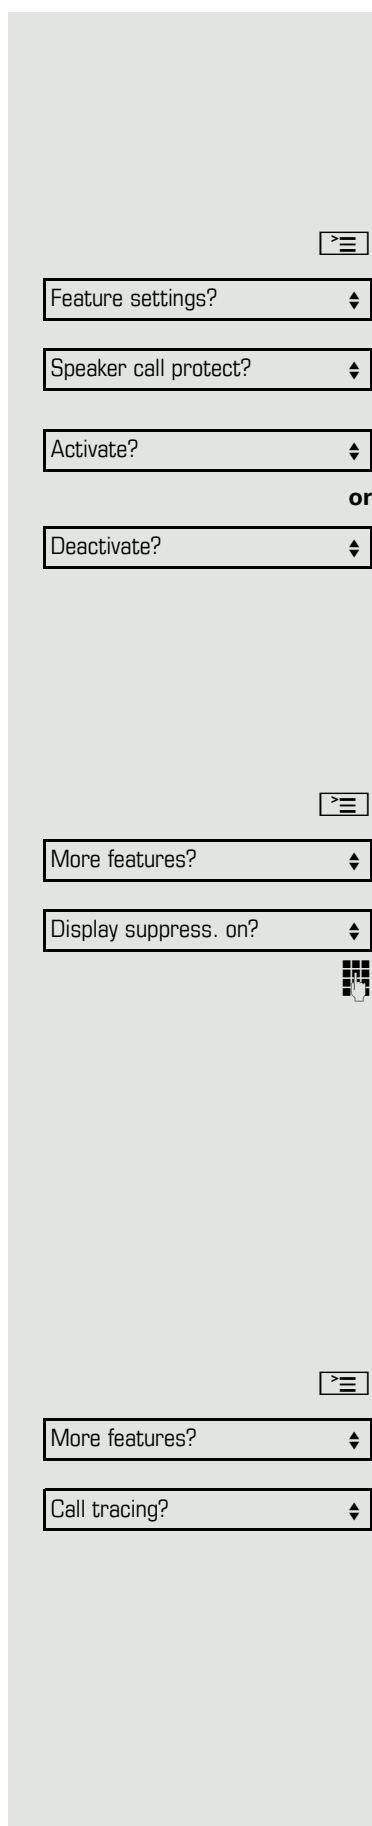 Feature settings?
Speaker call protect?
Activate?
or
Deactivate?
More features?
Display suppress. on?
More features?
Call tracing?